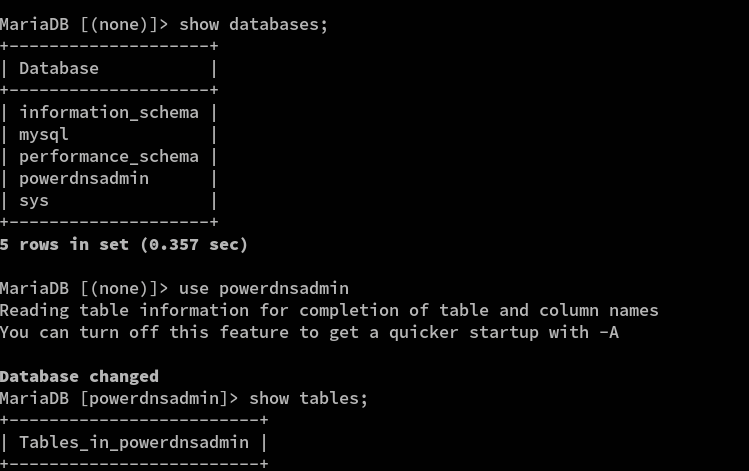 MariaDB [(none)]> show databases;
+--------------------+
| Database           |
+--------------------+
| information_schema |
| mysql              |
| performance_schema |
| powerdnsadmin      |
| sys                |
+--------------------+
5 rows in set (0.357 sec)
MariaDB [(none)]> use powerdnsadmin
Reading table information for completion of table and column names
You can turn off this feature to get a quicker startup with -A
Database changed
MariaDB [powerdnsadmin]> show tables;
+-------------------------+
| Tables_in_powerdnsadmin |
+-------------------------+